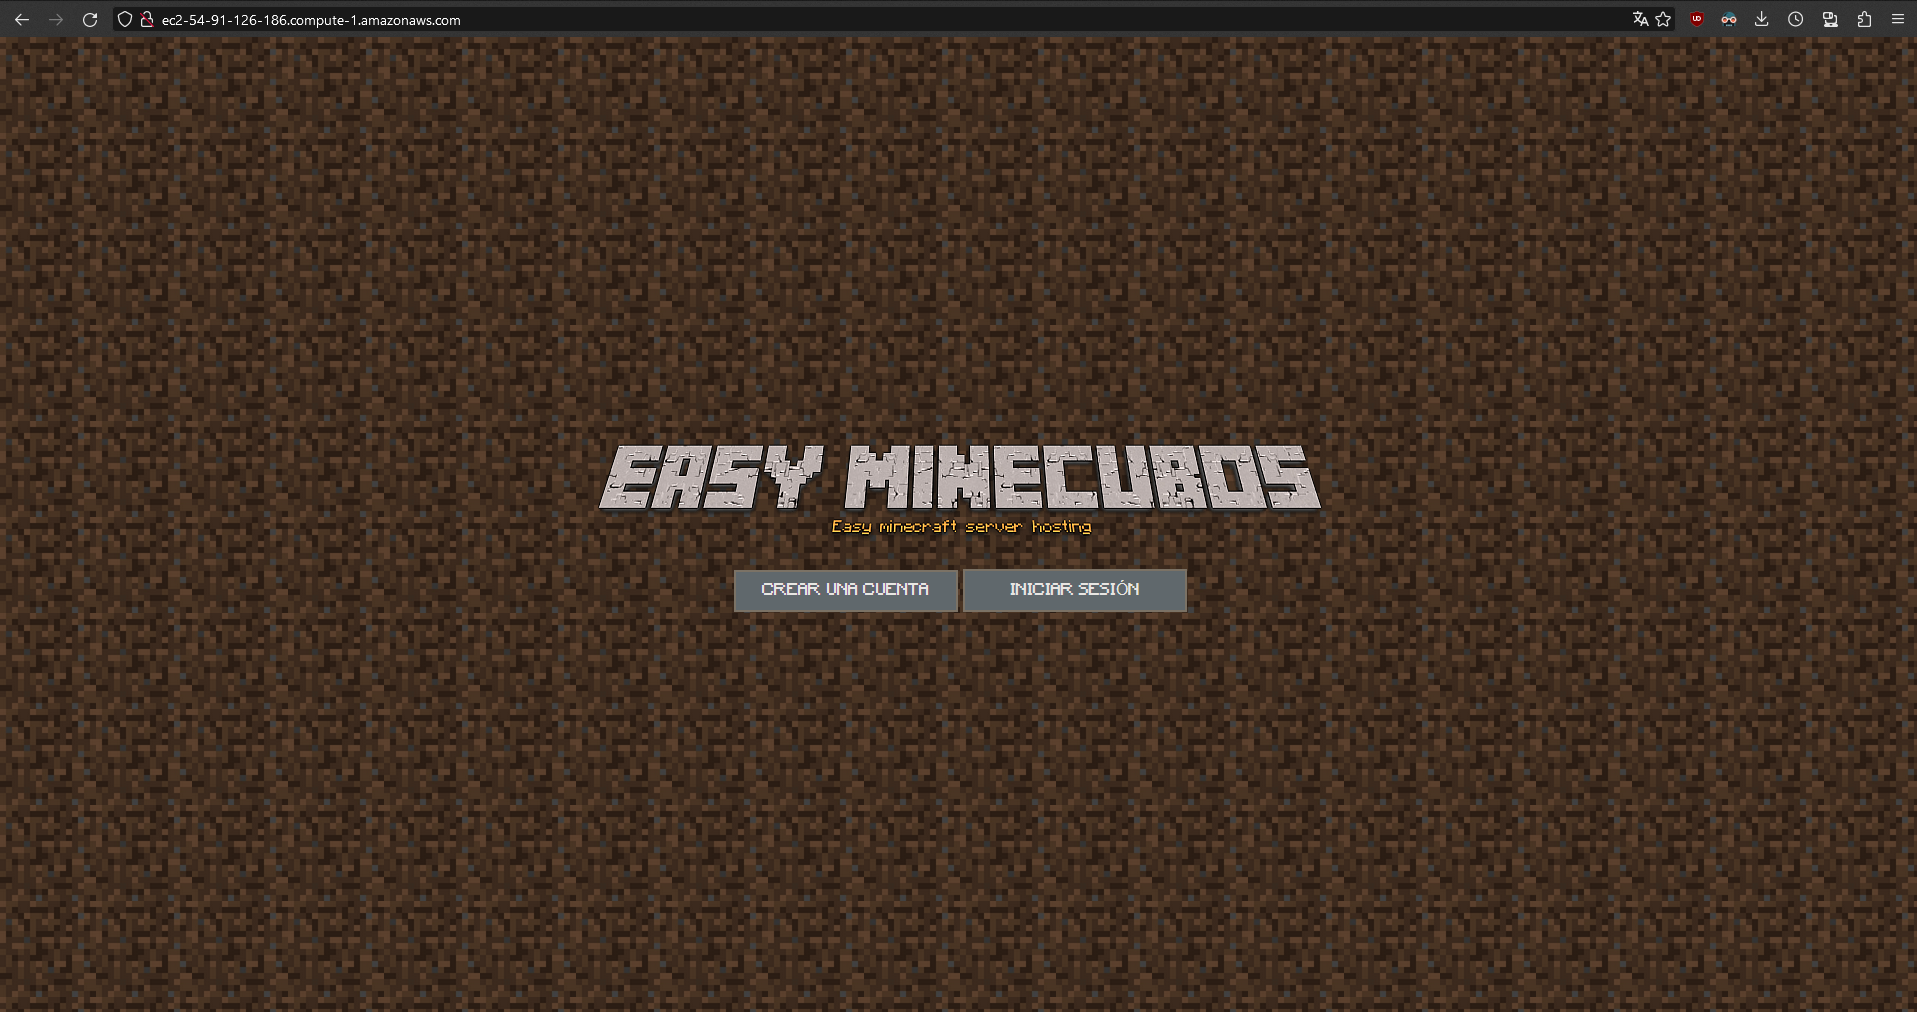 ec2-54-91-126-186.compute-1.amazonaws.com
EASY MINECUBOS
Easy minecraft server hosting
CREAR UNA CUENTA
INICIAR SESIÓN